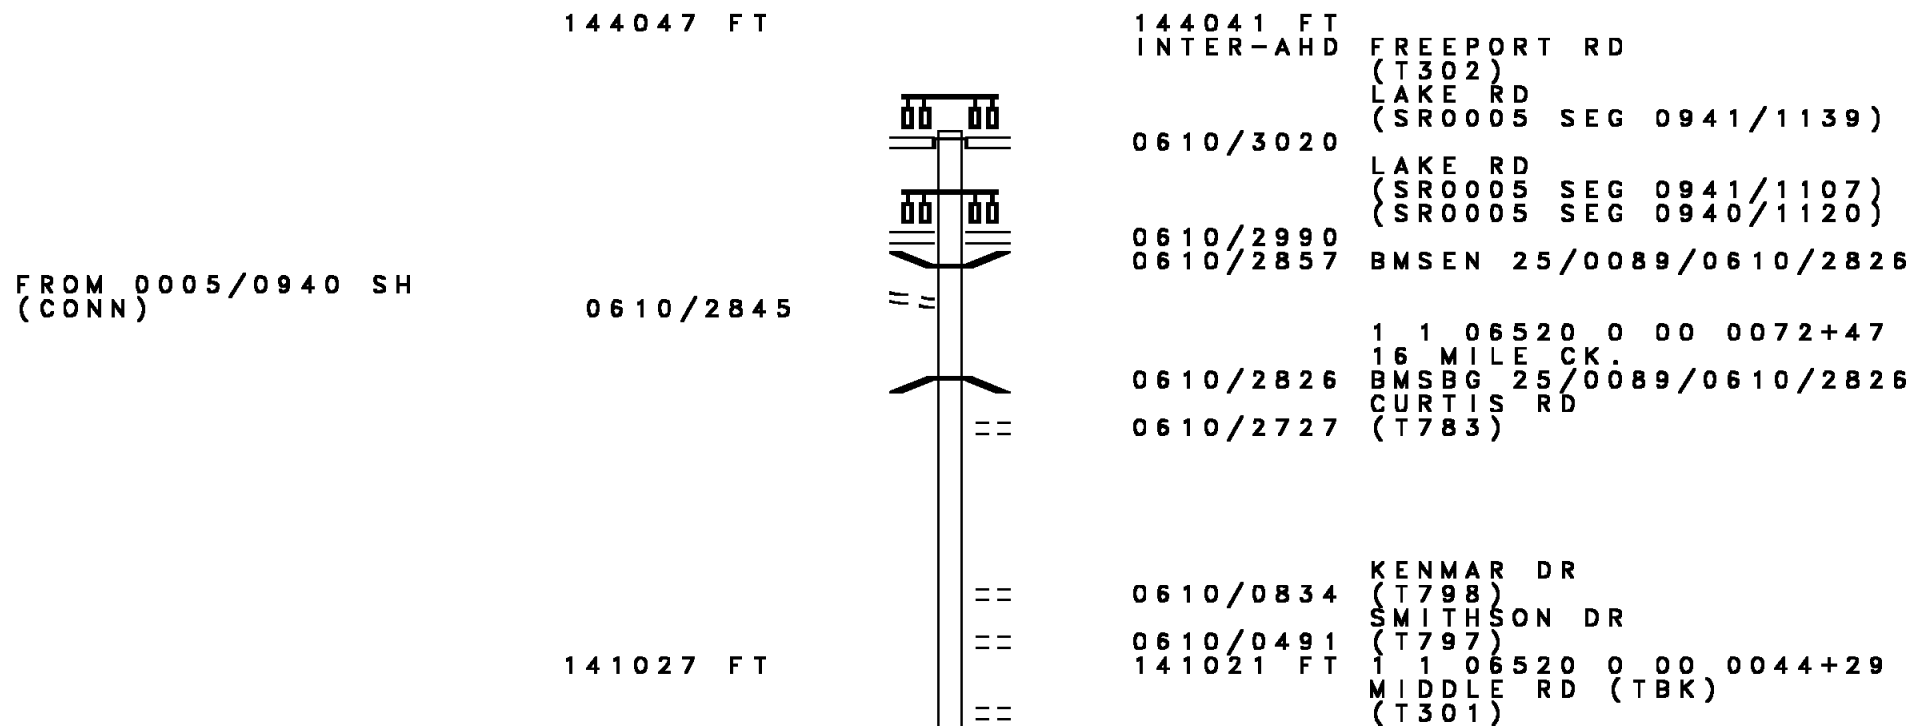 144047 FT 144041 FT
INTER-AHD FREEPORT RD
(T302)
LAKE RD
(SR0005 SEG 0941/1139)
0610/3020
LAKE RD
(SR0005 SEG 0941/1107)
(SR0005 SEG 0940/1120)
0610/2990
0610/2857 BMSEN 25/0089/0610/2826
FROM 0005/0940 SH
(CONN) 0610/2845
1 1 06520 0 00 0072+47
16 MILE CK.
0610/2826 BMSBG 25/0089/0610/2826
CURTIS RD
0610/2727 (T783)
KENMAR DR
0610/0834 (T798)
SMITHSON DR
0610/0491 (T797)
141027 FT 141021 FT 1 1 06520 0 00 0044+29
MIDDLE RD (TBK)
(T301)